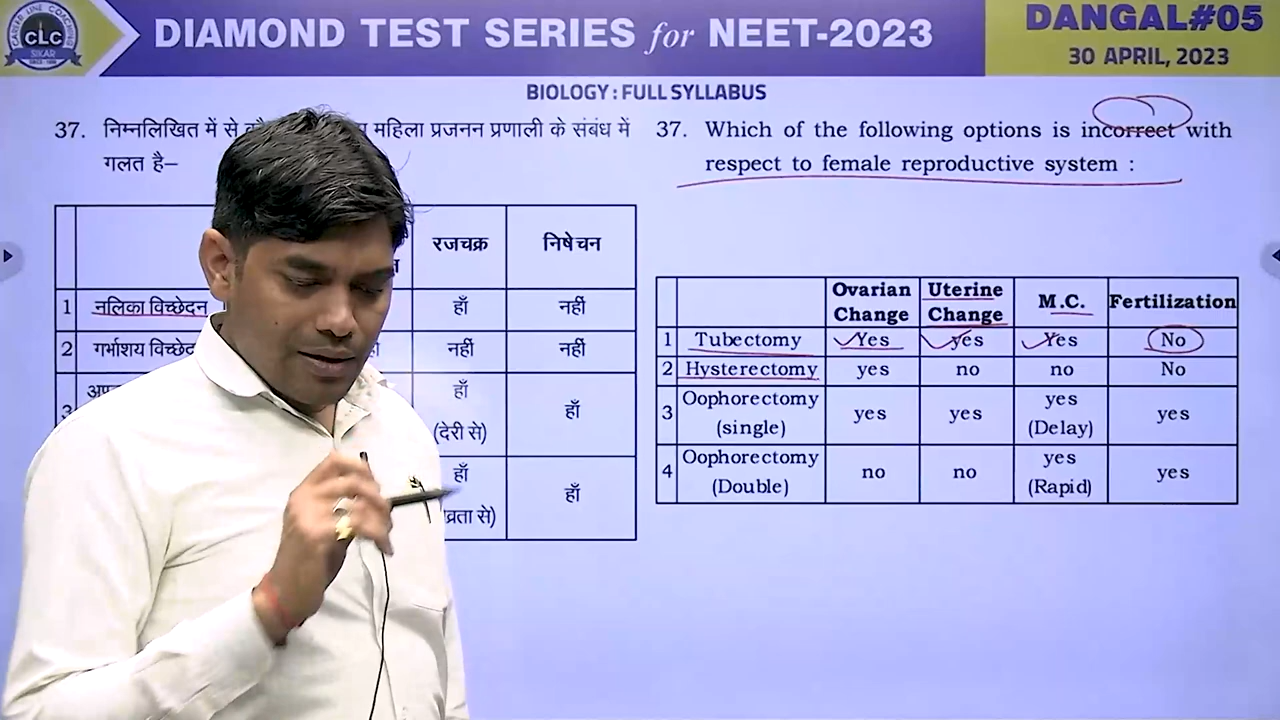 CLC
SIKAR
DIAMOND TEST SERIES for NEET-2023
DANGAL#05
30 APRIL, 2023
BIOLOGY : FULL SYLLABUS
37. निम्नलिखित में से महिला प्रजनन प्रणाली के संबंध में
गलत है–
रजचक्र निषेचन
1 नलिका विच्छेदन हाँ नहीं
2 गर्भाशय नहीं नहीं
3 हाँ
(देरी से) हाँ
हाँ
से) हाँ
37. Which of the following options is incorrect with
respect to female reproductive system :
Ovarian Change Uterine Change M.C. Fertilization
1 Tubectomy Yes yes Yes No
2 Hysterectomy yes no no No
3 Oophorectomy (single) yes yes yes (Delay) yes
4 Oophorectomy (Double) no no yes (Rapid) yes